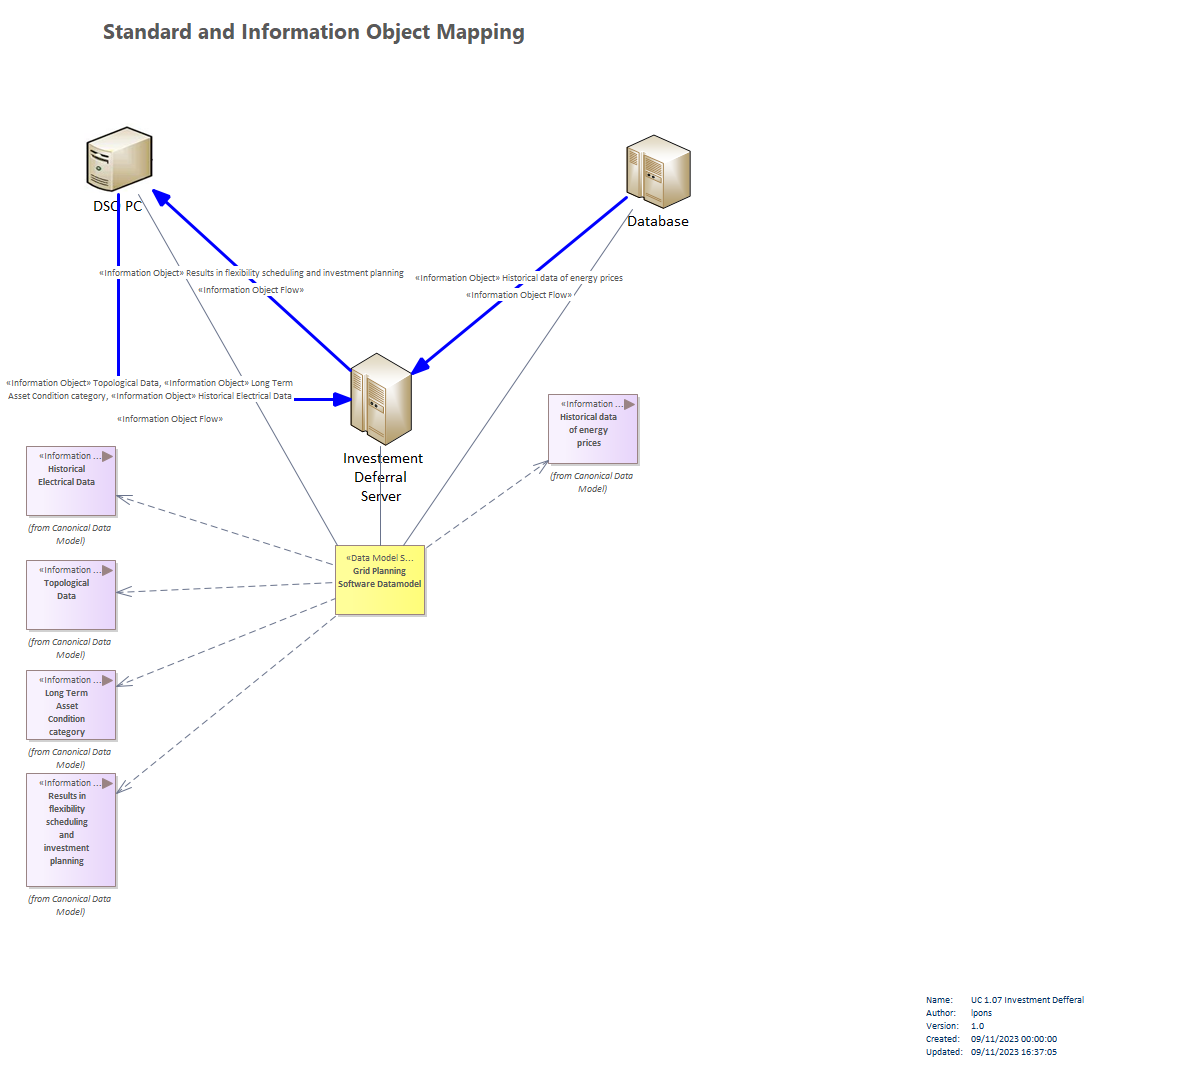 Standard and Information Object Mapping
DSO PC
Database
«Information Object» Results in flexibility scheduling and investment planning
«Information Object Flow»
«Information Object» Historical data of energy prices
«Information Object Flow»
«Information Object» Topological Data, «Information Object» Long Term
Asset Condition category, «Information Object» Historical Electrical Data
«Information Object Flow»
Investement
Deferral
Server
«Information ...
Historical data
of energy
prices
(from Canonical Data
Model)
«Information ...
Historical
Electrical Data
(from Canonical Data
Model)
«Data Model S...
Grid Planning
Software Datamodel
«Information ...
Topological
Data
(from Canonical Data
Model)
«Information ...
Long Term
Asset
Condition
category
(from Canonical Data
Model)
«Information ...
Results in
flexibility
scheduling
and
investment
planning
(from Canonical Data
Model)
Name: UC 1.07 Investment Defferal
Author: lpons
Version: 1.0
Created: 09/11/2023 00:00:00
Updated: 09/11/2023 16:37:05